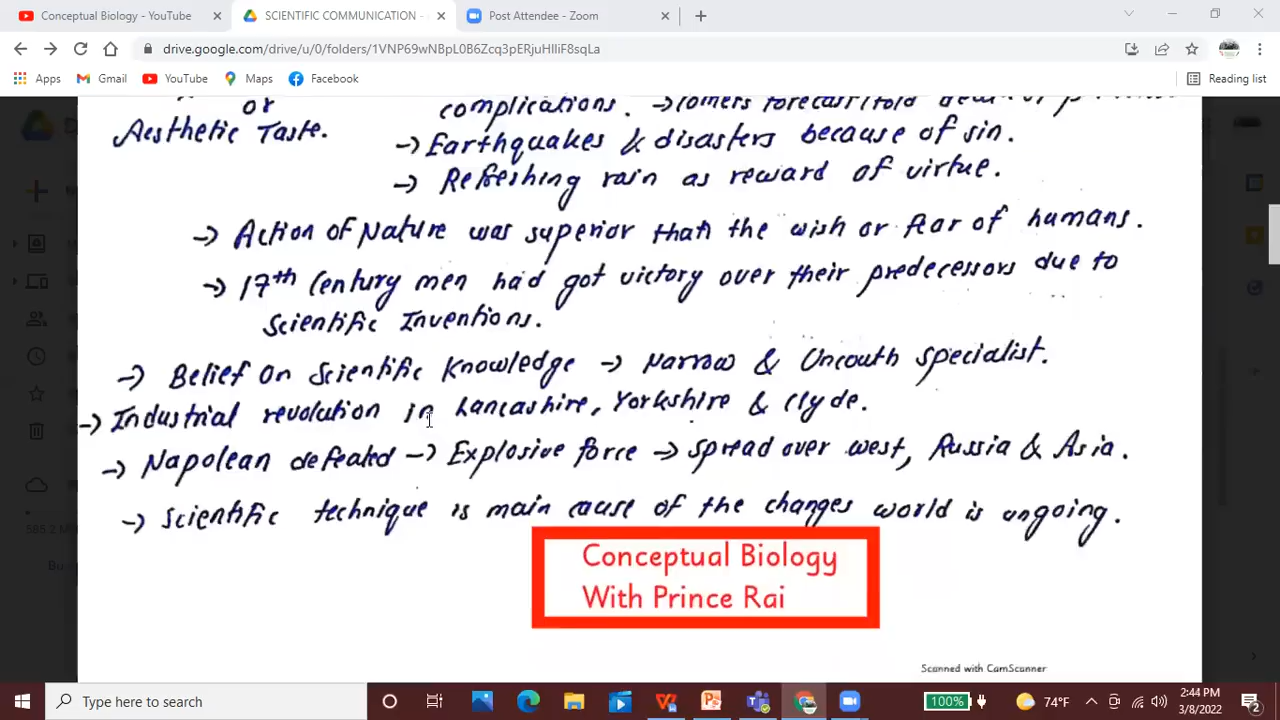 Conceptual Biology - YouTube
SCIENTIFIC COMMUNICATION -
Post Attendee - Zoom
drive.google.com/drive/u/0/folders/1VNP69wNBpL0B6Zcq3pERjuHIliF8sqLa
Apps Gmail YouTube Maps Facebook Reading list
or
Aesthetic Taste.
complications.
→ Earthquakes & disasters because of sin.
→ Refreshing rain as reward of virtue.
→ Action of Nature was superior than the wish or fear of humans.
→ 17th Century men had got victory over their predecessors due to
Scientific Inventions.
→ Belief on Scientific Knowledge → Narrow & Uncouth Specialist.
→ Industrial revolution in Lancashire, Yorkshire & Clyde.
→ Napolean defeated → Explosive force → Spread over west, Russia & Asia.
→ Scientific technique is main cause of the changes world is ongoing.
Conceptual Biology
With Prince Rai
Scanned with CamScanner
Type here to search
100%
74°F
2:44 PM
3/8/2022
2